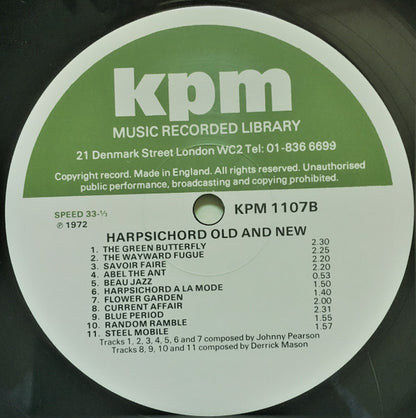 kpm
MUSIC RECORDED LIBRARY
21 Denmark Street London WC2 Tel: 01-836 6699
Copyright record. Made in England. All rights reserved. Unauthorised
public performance, broadcasting and copying prohibited.
SPEED 33-⅓
℗ 1972
KPM 1107B
HARPSICHORD OLD AND NEW
1. THE GREEN BUTTERFLY 2.30
2. THE WAYWARD FUGUE 2.25
3. SAVOIR FAIRE 2.20
4. ABEL THE ANT 2.20
5. BEAU JAZZ 0.53
6. HARPSICHORD A LA MODE 1.50
7. FLOWER GARDEN 1.40
8. CURRENT AFFAIR 2.00
9. BLUE PERIOD 2.31
10. RANDOM RAMBLE 1.55
11. STEEL MOBILE 1.57
Tracks 1, 2, 3, 4, 5, 6 and 7 composed by Johnny Pearson
Tracks 8, 9, 10 and 11 composed by Derrick Mason